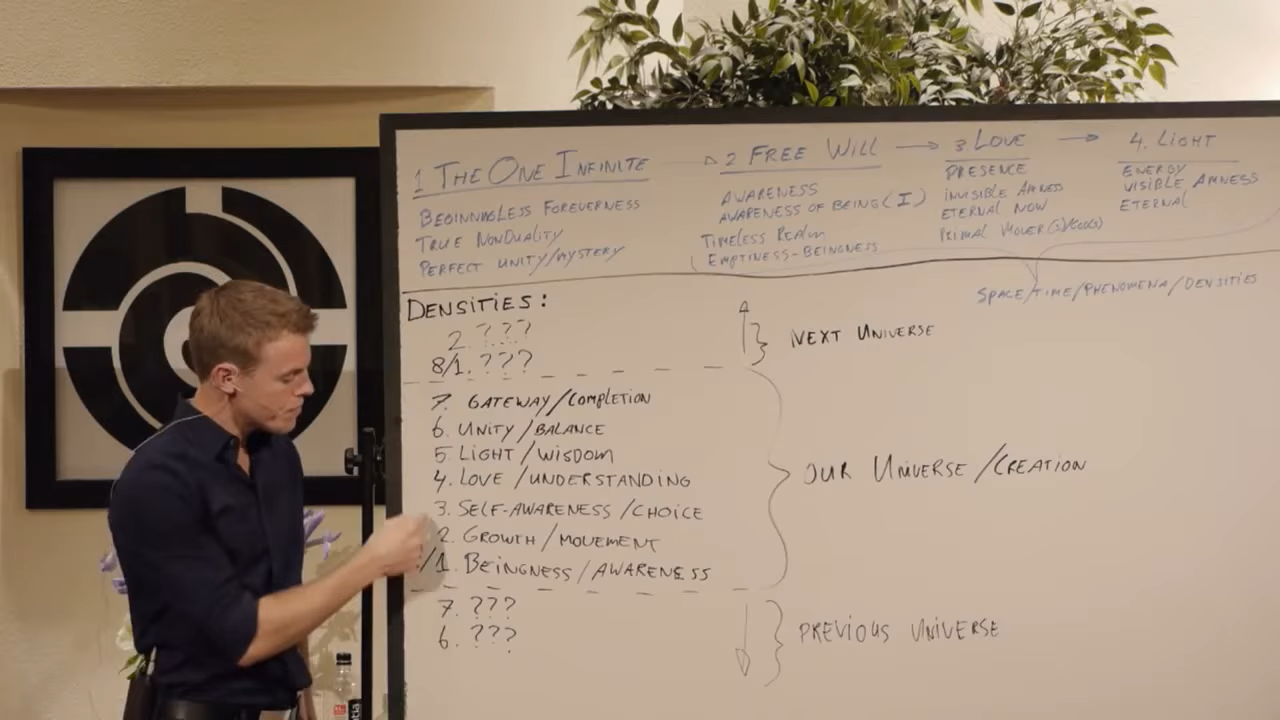 1 THE ONE INFINITE → 2 FREE WILL → 3 LOVE → 4. LIGHT
BEGINNINGLESS FOREVERNESS
TRUE NONDUALITY
PERFECT UNITY/MYSTERY
AWARENESS
AWARENESS OF BEING (I)
TIMELESS REALM
EMPTINESS-BEINGNESS
PRESENCE
INVISIBLE AMNESS
ETERNAL NOW
PRIMAL MOVER(S)/
ENERGY
VISIBLE AMNESS
ETERNAL
SPACE/TIME/PHENOMENA/DENSITIES
DENSITIES:
2. ???
8/1. ???
NEXT UNIVERSE
7. GATEWAY/COMPLETION
6. UNITY/BALANCE
5. LIGHT/WISDOM
4. LOVE/UNDERSTANDING
3. SELF-AWARENESS/CHOICE
2. GROWTH/MOVEMENT
/1. BEINGNESS/AWARENESS
OUR UNIVERSE/CREATION
7. ???
6. ???
PREVIOUS UNIVERSE